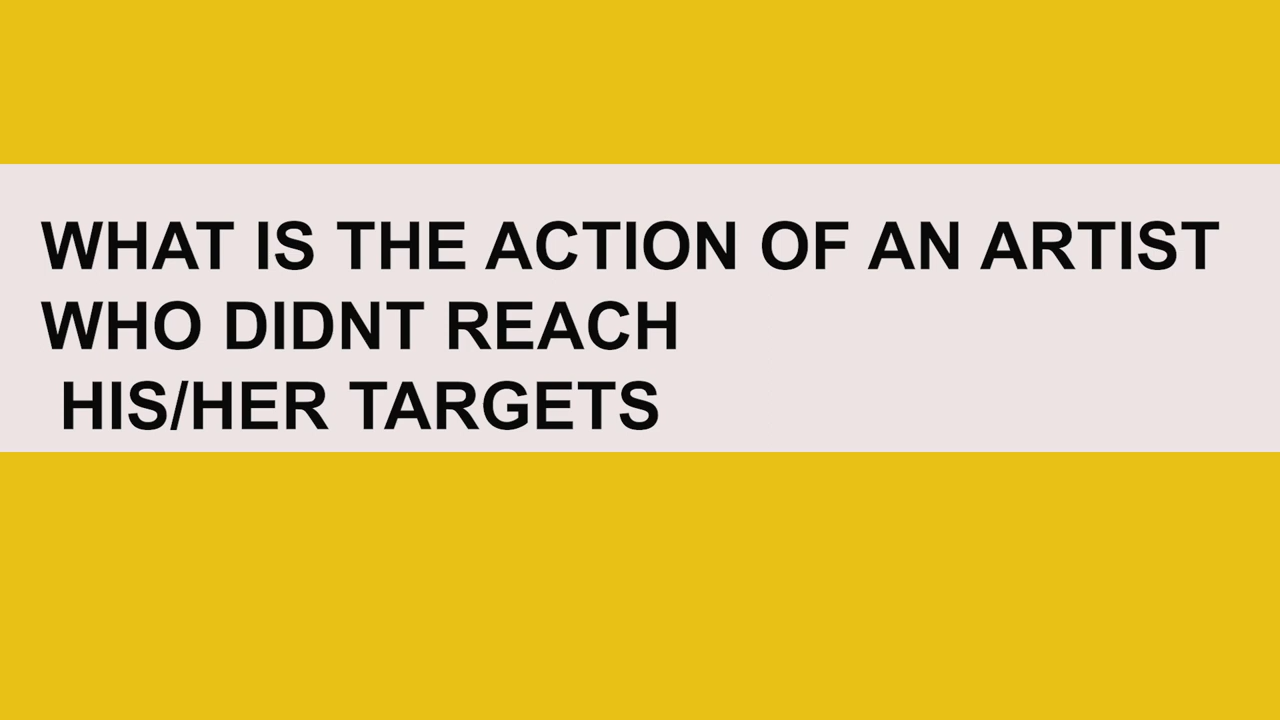 WHAT IS THE ACTION OF AN ARTIST
WHO DIDNT REACH
HIS/HER TARGETS